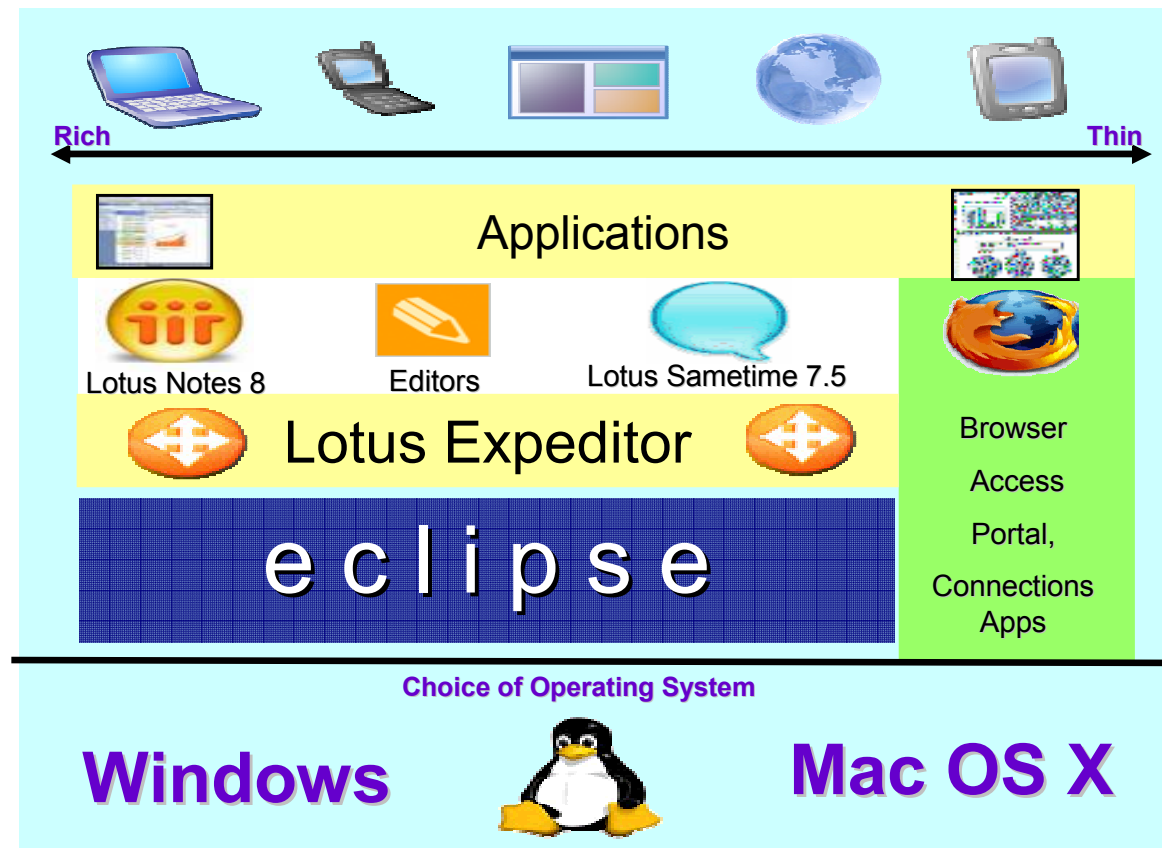 Rich
Thin
Applications
Lotus Notes 8
Editors
Lotus Sametime 7.5
Lotus Expeditor
eclipse
Browser
Access
Portal,
Connections
Apps
Choice of Operating System
Windows
Mac OS X